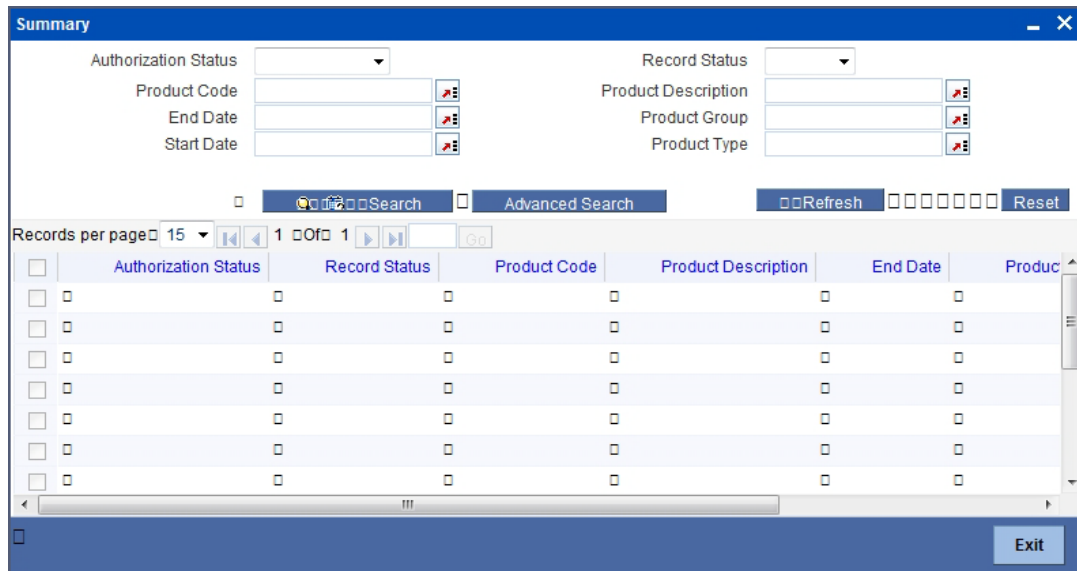 Summary
Authorization Status Record Status
Product Code Product Description
End Date Product Group
Start Date Product Type
Search Advanced Search Refresh Reset
Records per page 15 1 Of 1 Go
Authorization Status Record Status Product Code Product Description End Date Produc
Exit